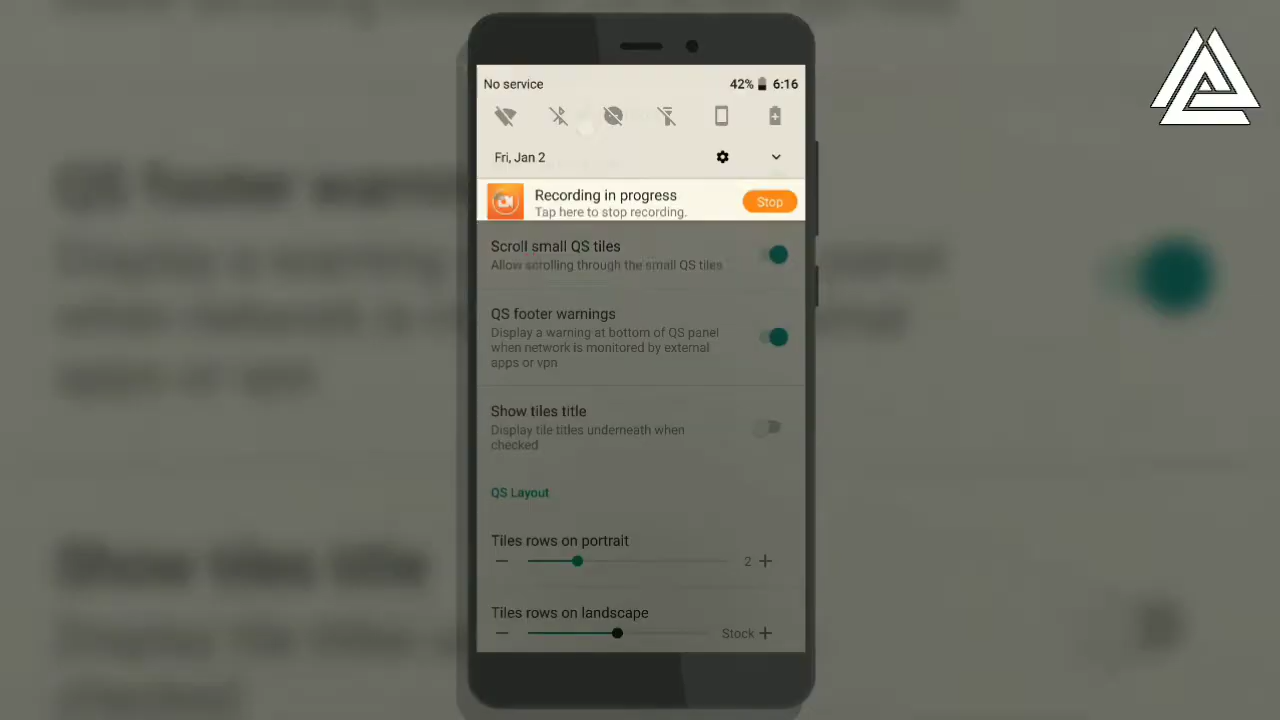 No service
42% 6:16
Fri, Jan 2
Recording in progress
Tap here to stop recording.
Stop
Scroll small QS tiles
Allow scrolling through the small QS tiles
QS footer warnings
Display a warning at bottom of QS panel
when network is monitored by external
apps or vpn
Show tiles title
Display tile titles underneath when
checked
QS Layout
Tiles rows on portrait
2
Tiles rows on landscape
Stock